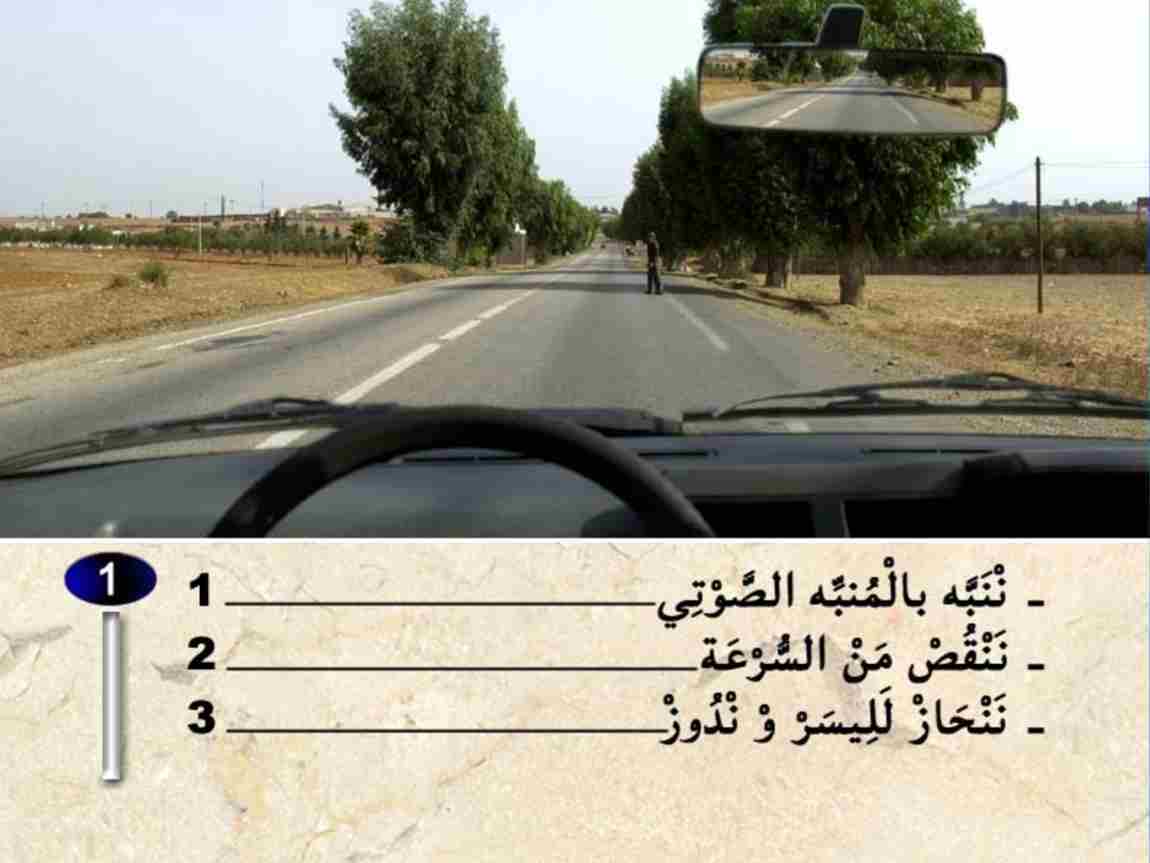 1
- نْنَبَّه بالْمُنبِّه الصَّوْتِي 1
- نَنْقُصْ مَنْ السُّرْعَة 2
- نَنْحَازْ لَلِيسَرْ وْ نْدُوزْ 3